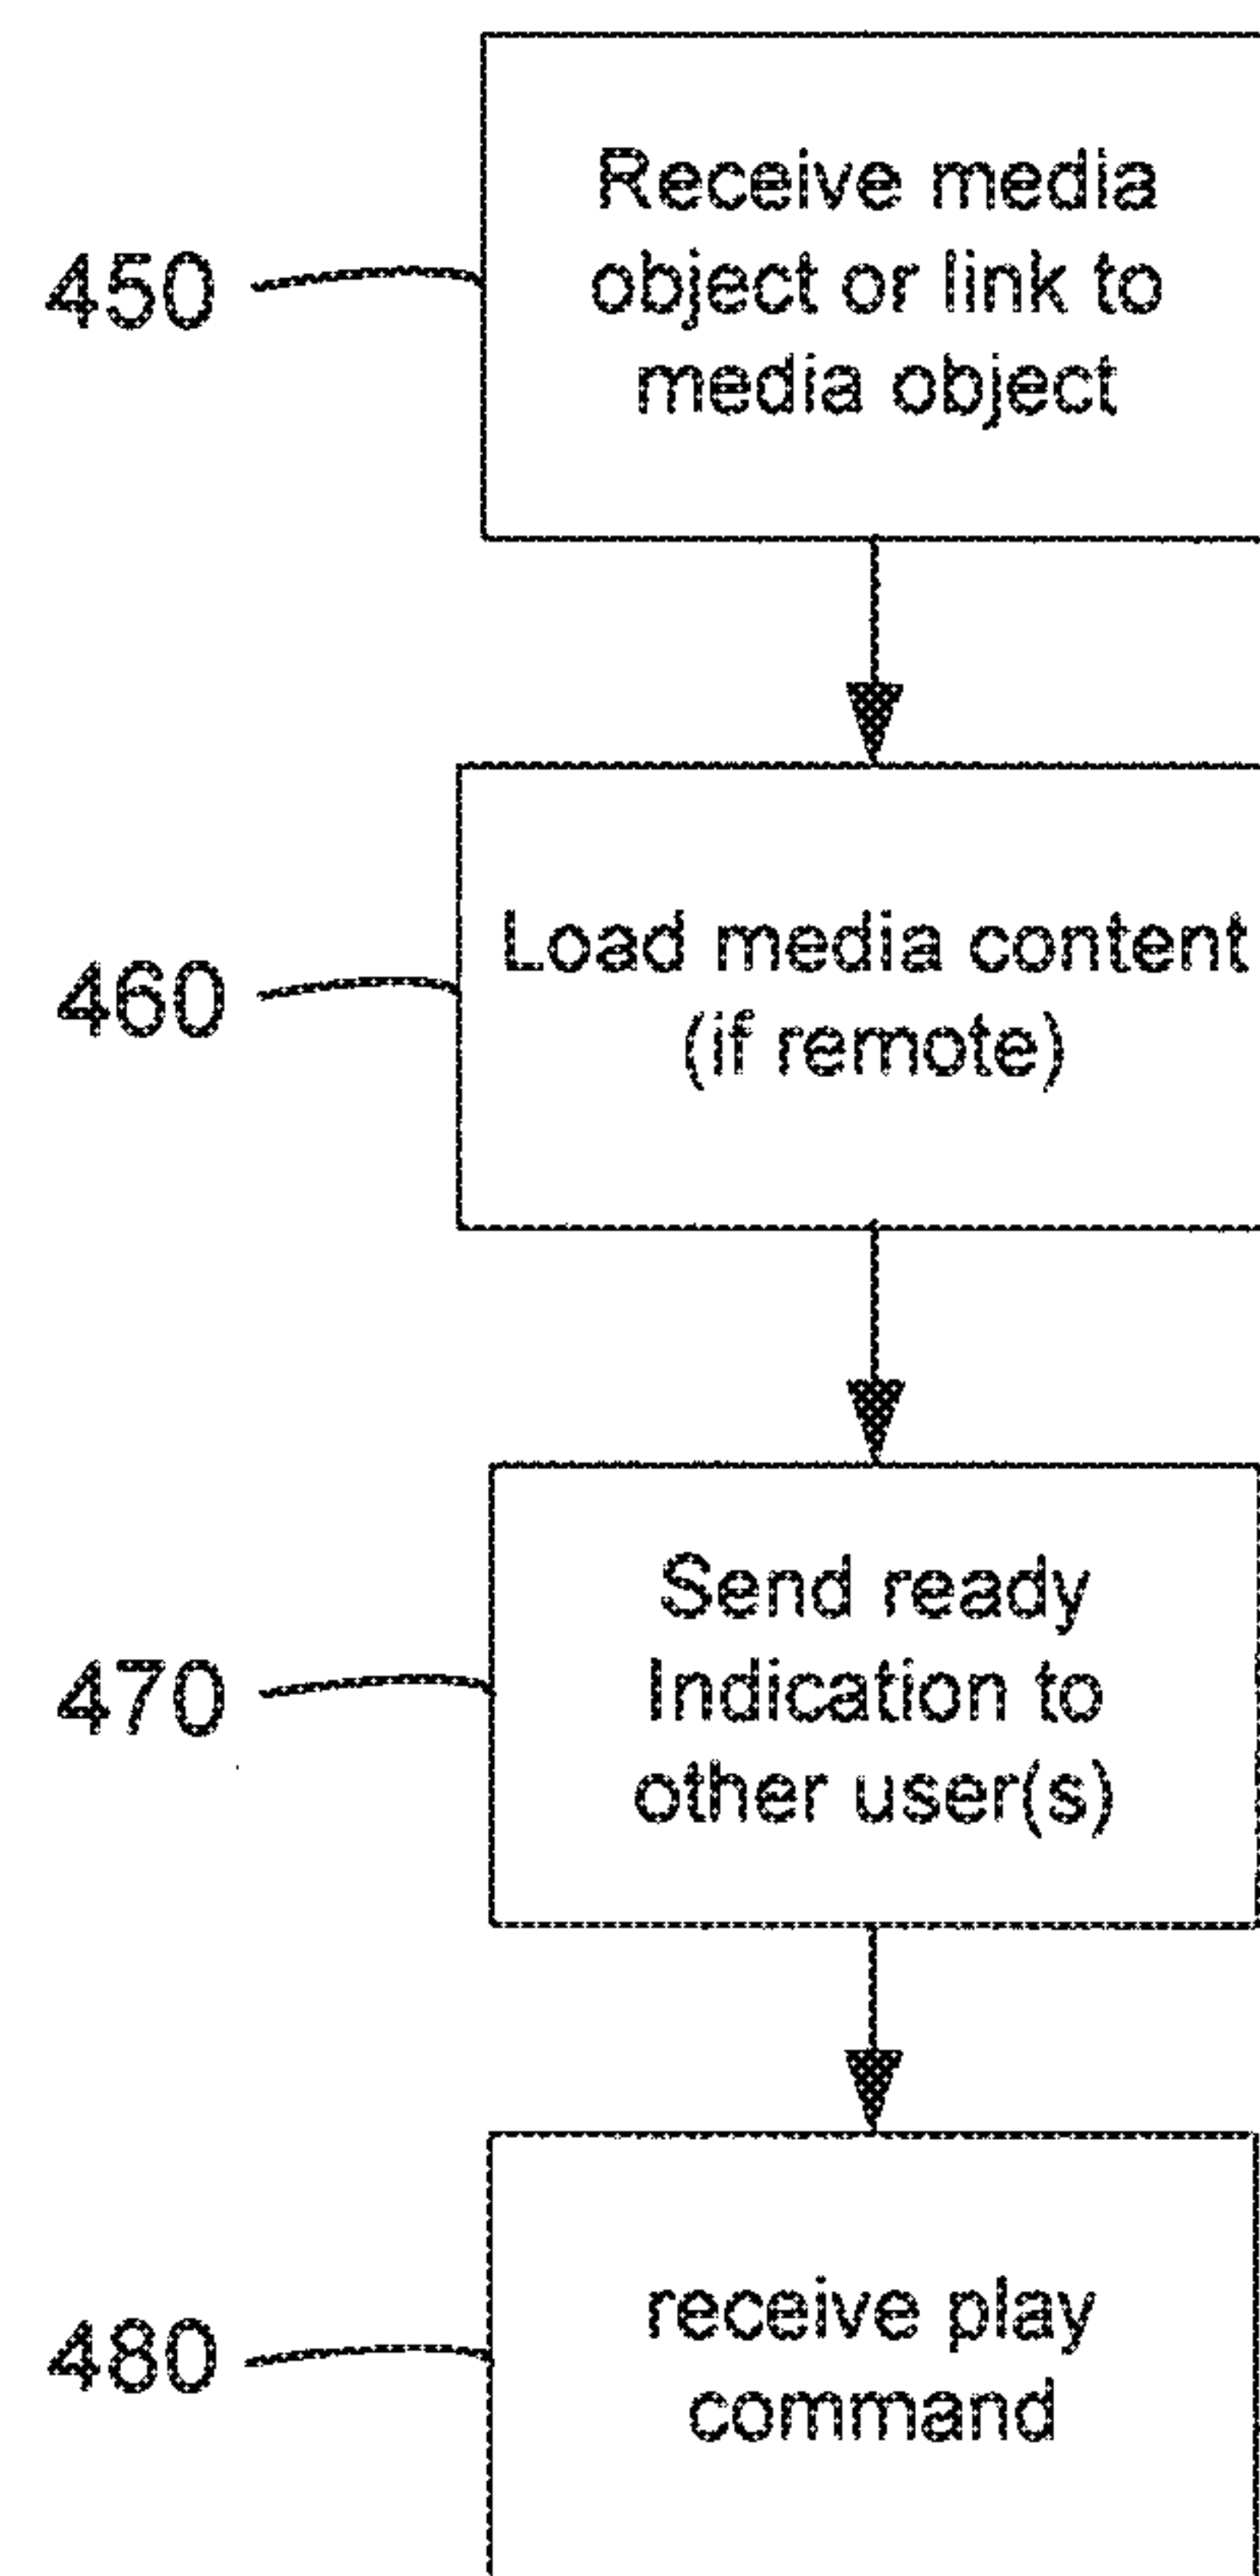 Receive media
object or link to
media object
450
Load media content
(if remote)
460
Send ready
Indication to
other user(s)
470
receive play
command
480